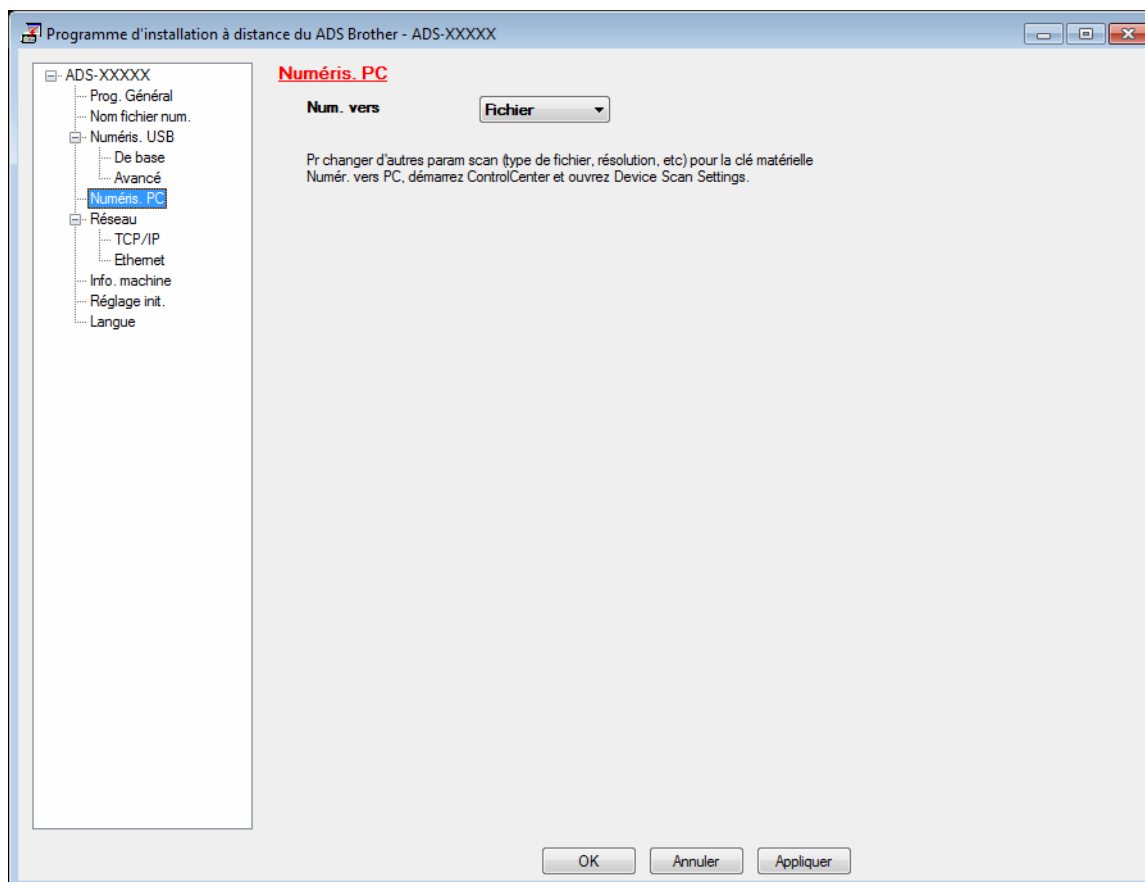 Programme d'installation à distance du ADS Brother - ADS-XXXXX
ADS-XXXXX
Prog. Général
Nom fichier num.
Numéris. USB
De base
Avancé
Numéris. PC
Réseau
TCP/IP
Ethernet
Info. machine
Réglage init.
Langue
Numéris. PC
Num. vers
Fichier
Pr changer d'autres param scan (type de fichier, résolution, etc) pour la clé matérielle
Numér. vers PC, démarrez ControlCenter et ouvrez Device Scan Settings.
OK
Annuler
Appliquer